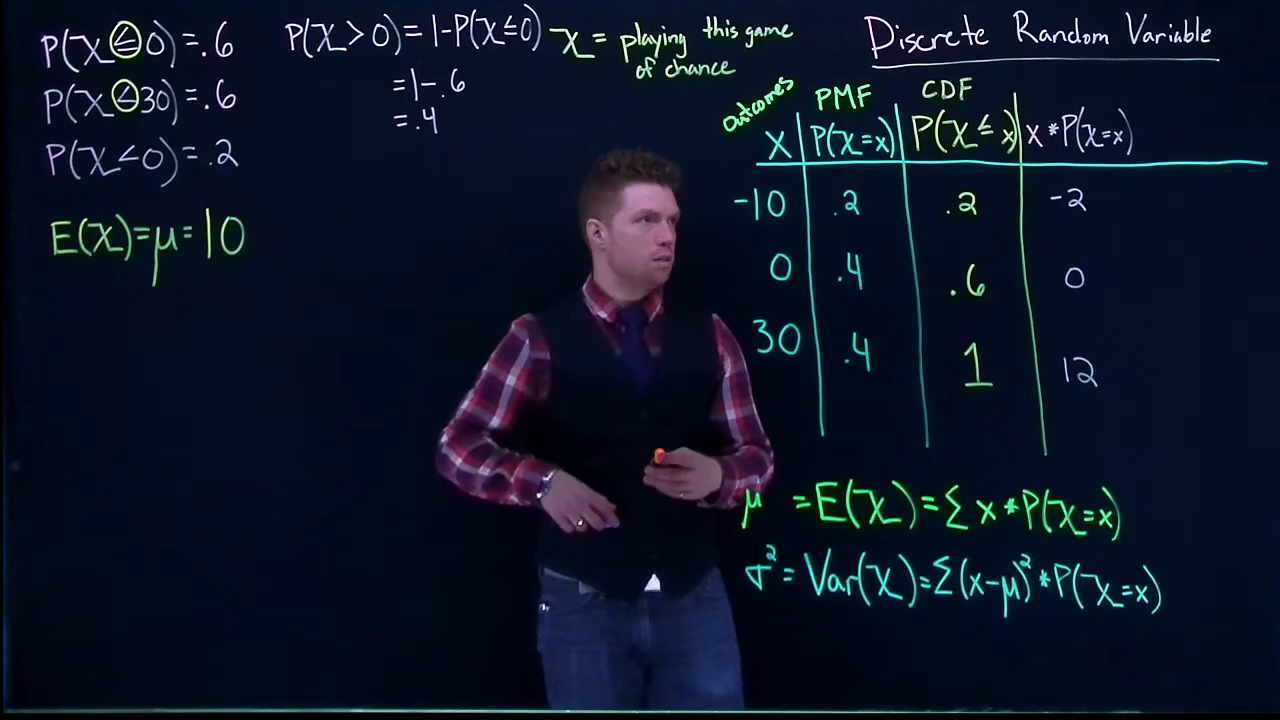 P(X≤0)=.6
P(X≤30)=.6
P(X<0)=.2
E(X)=μ=10
P(X>0)=1-P(X≤0)
=1-.6
=.4
X = playing this game
of chance
Discrete Random Variable
outcomes PMF CDF
X P(X=x) P(X≤x) x*P(X=x)
-10 .2 .2 -2
0 .4 .6 0
30 .4 1 12
μ =E(X)=Σ x*P(X=x)
σ²=Var(X)=Σ(x-μ)²*P(X=x)